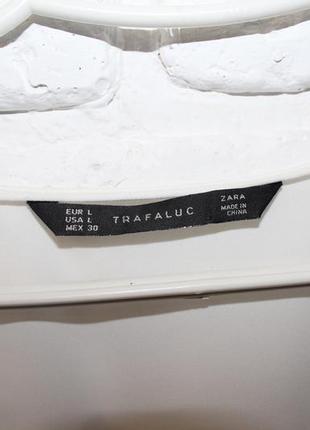 EUR L
USA L
MEX 30
TRAFALUC
ZARA
MADE IN
CHINA